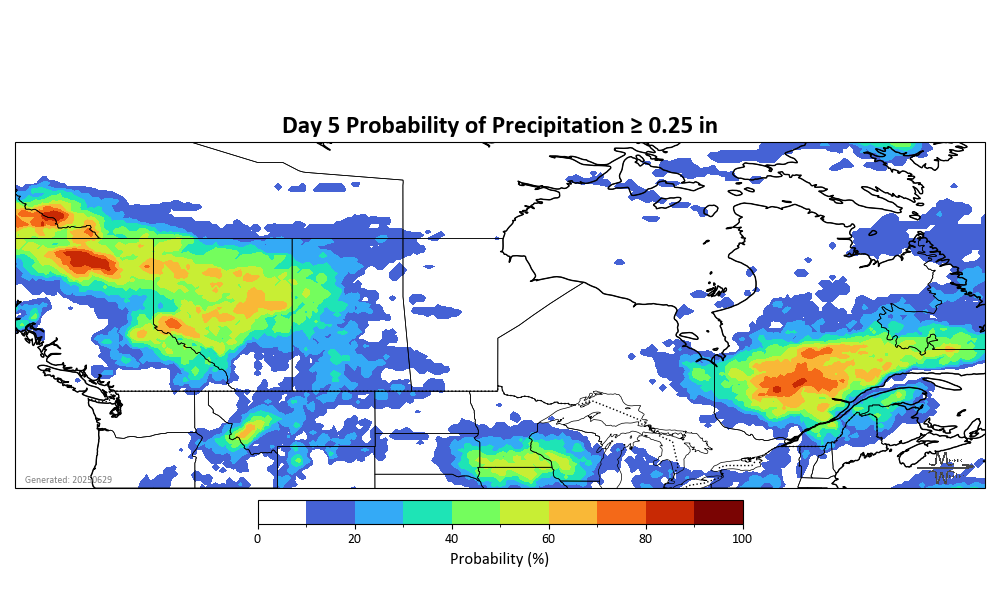 Day 5 Probability of Precipitation ≥ 0.25 in
Generated: 20250629
0 20 40 60 80 100
Probability (%)